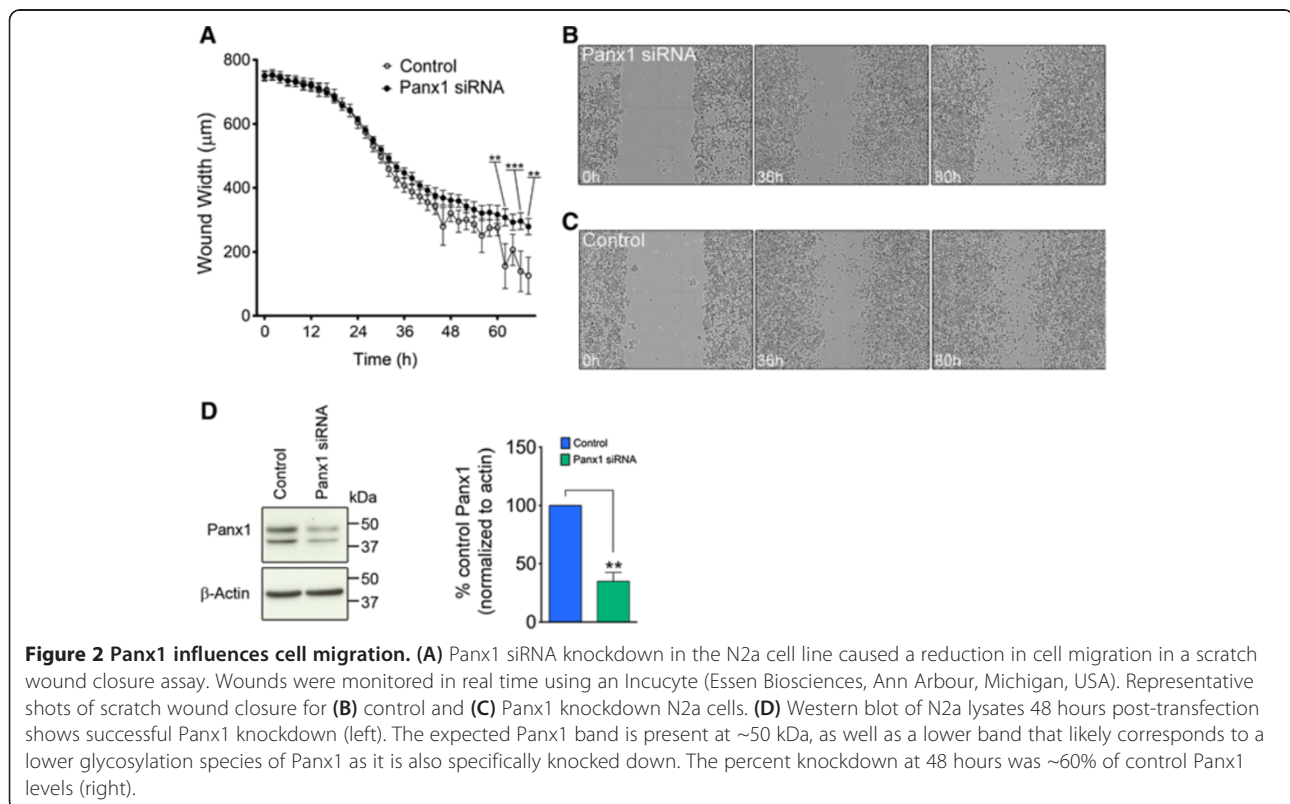 A
800
600
400
200
0
Wound Width (μm)
Control
Panx1 siRNA
**
***
**
0
12
24
36
48
60
Time (h)
B
Panx1 siRNA
0h
36h
80h
C
Control
0h
36h
80h
D
Control
Panx1 siRNA
kDa
Panx1
50
37
β-Actin
50
37
Control
Panx1 siRNA
150
100
50
0
% control Panx1
(normalized to actin)
**
Figure 2 Panx1 influences cell migration. (A) Panx1 siRNA knockdown in the N2a cell line caused a reduction in cell migration in a scratch
wound closure assay. Wounds were monitored in real time using an Incucyte (Essen Biosciences, Ann Arbour, Michigan, USA). Representative
shots of scratch wound closure for (B) control and (C) Panx1 knockdown N2a cells. (D) Western blot of N2a lysates 48 hours post-transfection
shows successful Panx1 knockdown (left). The expected Panx1 band is present at ~50 kDa, as well as a lower band that likely corresponds to a
lower glycosylation species of Panx1 as it is also specifically knocked down. The percent knockdown at 48 hours was ~60% of control Panx1
levels (right).